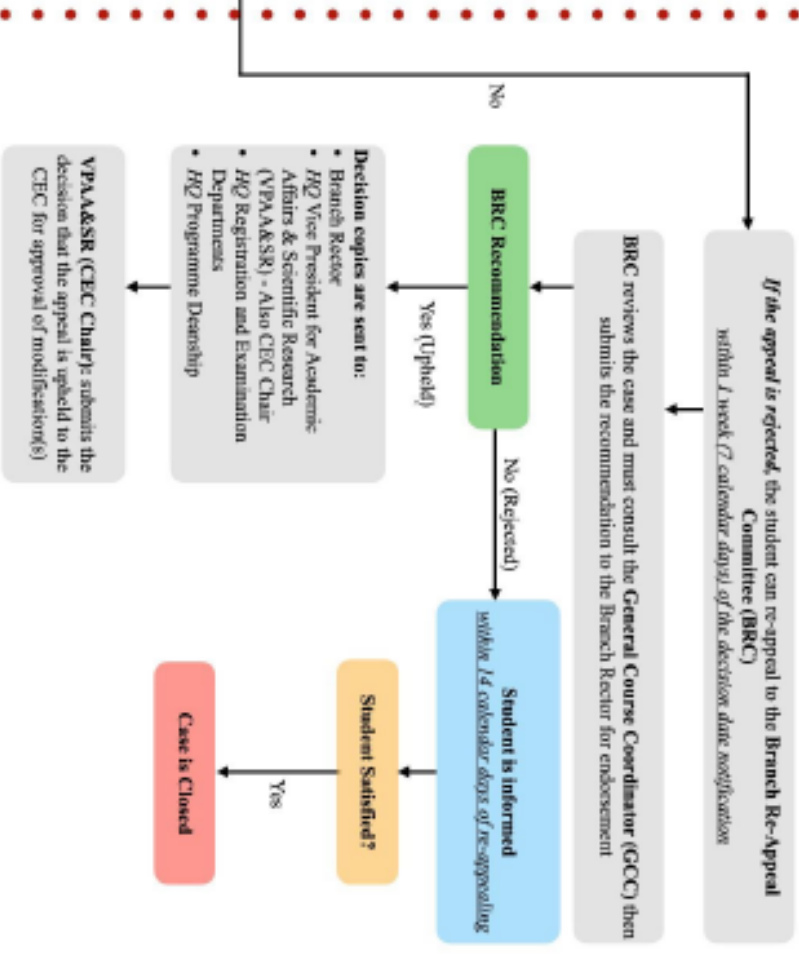 No
If the appeal is rejected, the student can re-appeal to the Branch Re-Appeal
Committee (BRC)
within 1 week (7 calendar days) of the decision date notification
BRC reviews the case and must consult the General Course Coordinator (GCC) then
submits the recommendation to the Branch Rector for endorsement
BRC Recommendation
Yes (Upheld)
No (Rejected)
Decision copies are sent to:
• Branch Rector
• HQ Vice President for Academic
Affairs & Scientific Research
(VPAA&SR) - Also CEC Chair
• HQ Registration and Examination
Departments
• HQ Programme Deanship
VPAA&SR (CEC Chair): submits the
decision that the appeal is upheld to the
CEC for approval of modification(s)
Student is informed
within 14 calendar days of re-appealing
Student Satisfied?
Yes
Case is Closed